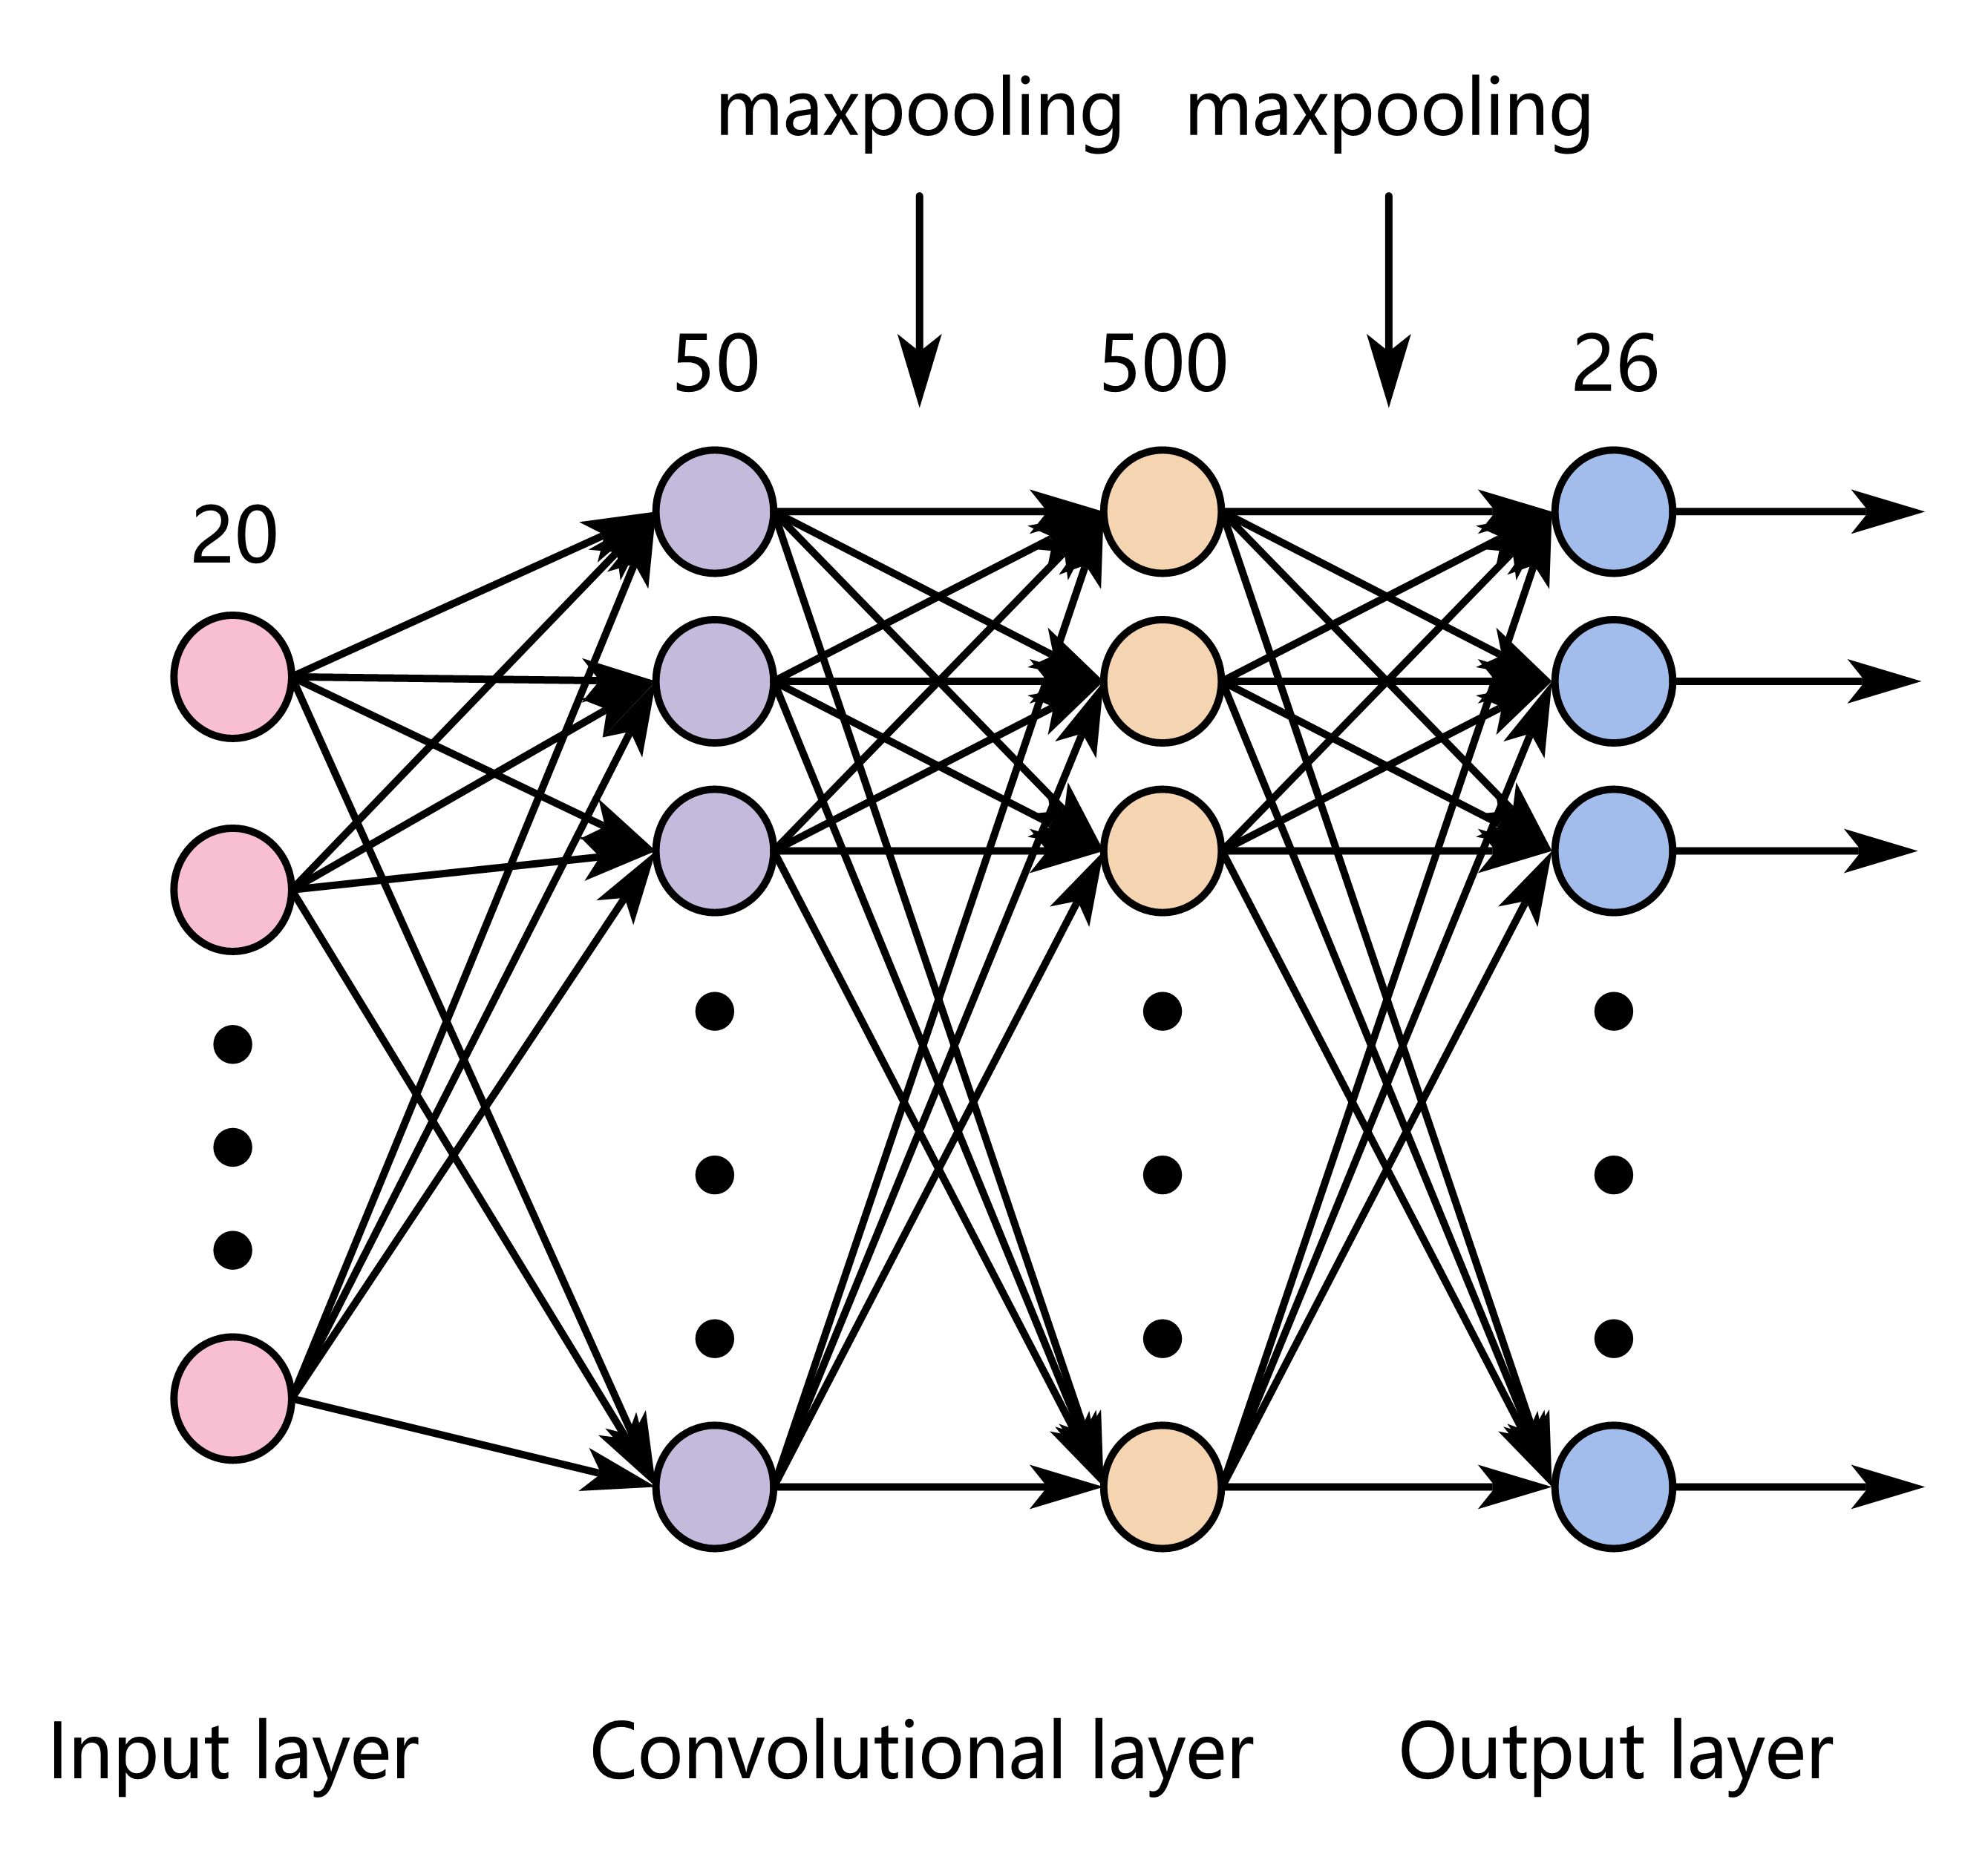 maxpooling maxpooling
50 500 26
20
Input layer Convolutional layer Output layer